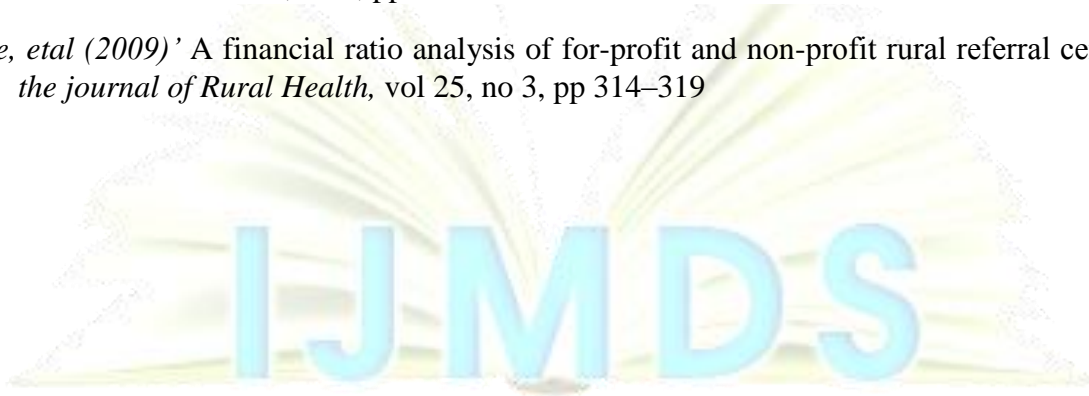 e, etal (2009)’ A financial ratio analysis of for-profit and non-profit rural referral ce
the journal of Rural Health, vol 25, no 3, pp 314–319
IJMDS